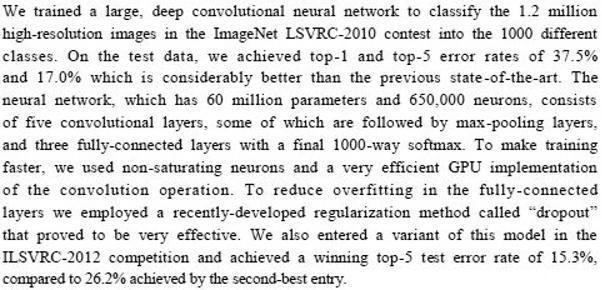 We trained a large, deep convolutional neural network to classify the 1.2 million
high-resolution images in the ImageNet LSVRC-2010 contest into the 1000 different
classes. On the test data, we achieved top-1 and top-5 error rates of 37.5%
and 17.0% which is considerably better than the previous state-of-the-art. The
neural network, which has 60 million parameters and 650,000 neurons, consists
of five convolutional layers, some of which are followed by max-pooling layers,
and three fully-connected layers with a final 1000-way softmax. To make training
faster, we used non-saturating neurons and a very efficient GPU implementation
of the convolution operation. To reduce overfitting in the fully-connected
layers we employed a recently-developed regularization method called “dropout”
that proved to be very effective. We also entered a variant of this model in the
ILSVRC-2012 competition and achieved a winning top-5 test error rate of 15.3%,
compared to 26.2% achieved by the second-best entry.